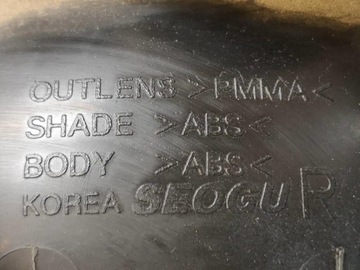 OUTLENS >PMMA<
SHADE >ABS<
BODY >ABS<
KOREA SEOGU R